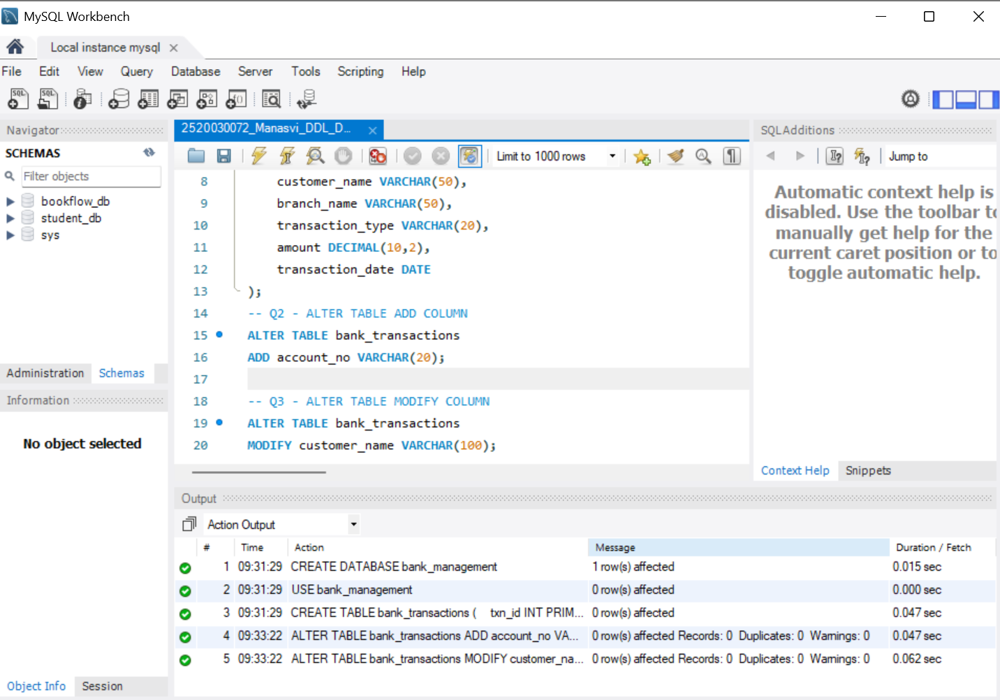 MySQL Workbench
Local instance mysql
File Edit View Query Database Server Tools Scripting Help
Navigator
SCHEMAS
Filter objects
bookflow_db
student_db
sys
Administration Schemas
Information
No object selected
Object Info Session
2520030072_Manasvi_DDL_D...
Limit to 1000 rows
8 customer_name VARCHAR(50),
9 branch_name VARCHAR(50),
10 transaction_type VARCHAR(20),
11 amount DECIMAL(10,2),
12 transaction_date DATE
13 );
14 -- Q2 - ALTER TABLE ADD COLUMN
15 ALTER TABLE bank_transactions
16 ADD account_no VARCHAR(20);
17
18 -- Q3 - ALTER TABLE MODIFY COLUMN
19 ALTER TABLE bank_transactions
20 MODIFY customer_name VARCHAR(100);
SQLAdditions
Jump to
Automatic context help is
disabled. Use the toolbar to
manually get help for the
current caret position or to
toggle automatic help.
Context Help Snippets
Output
Action Output
# Time Action Message Duration / Fetch
1 09:31:29 CREATE DATABASE bank_management 1 row(s) affected 0.015 sec
2 09:31:29 USE bank_management 0 row(s) affected 0.000 sec
3 09:31:29 CREATE TABLE bank_transactions ( txn_id INT PRIM... 0 row(s) affected 0.047 sec
4 09:33:22 ALTER TABLE bank_transactions ADD account_no VA... 0 row(s) affected Records: 0 Duplicates: 0 Warnings: 0 0.047 sec
5 09:33:22 ALTER TABLE bank_transactions MODIFY customer_na... 0 row(s) affected Records: 0 Duplicates: 0 Warnings: 0 0.062 sec